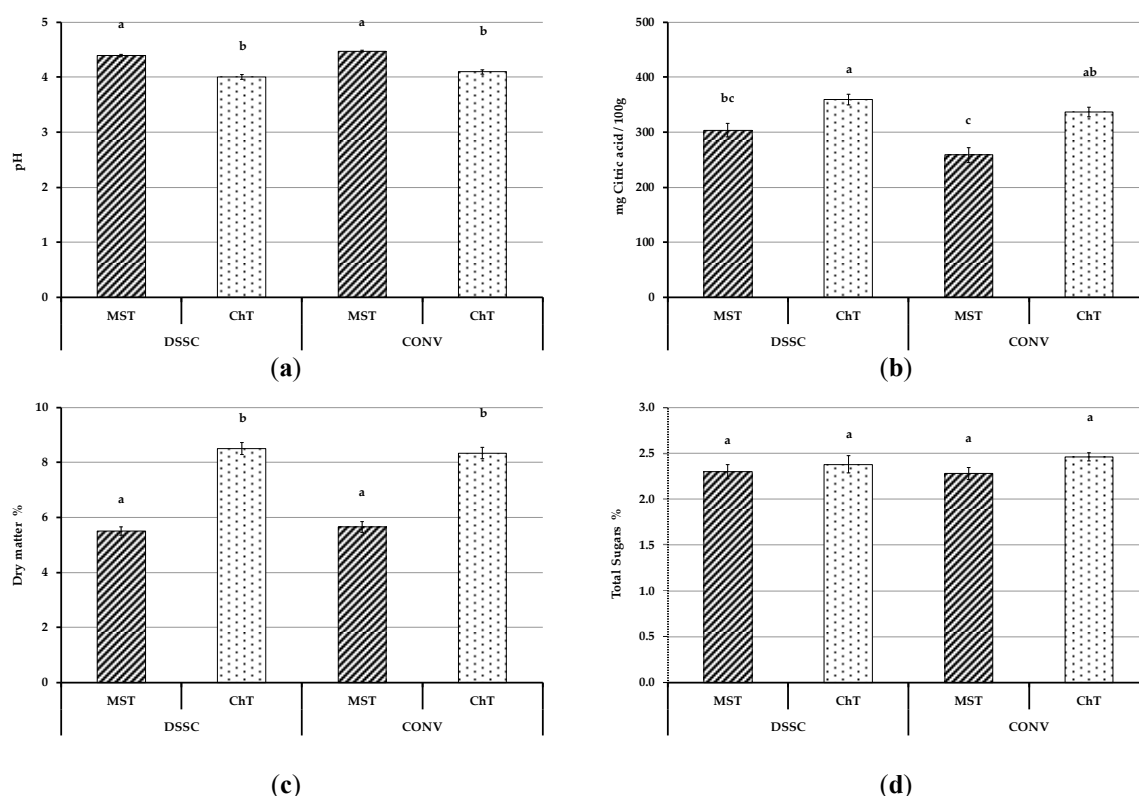 a
b
a
b
5
4
3
2
1
0
pH
MST
ChT
MST
ChT
DSSC
CONV
(a)
bc
a
c
ab
500
400
300
200
100
0
mg Citric acid / 100g
MST
ChT
MST
ChT
DSSC
CONV
(b)
a
b
a
b
10
8
6
4
2
0
Dry matter %
MST
ChT
MST
ChT
DSSC
CONV
(c)
a
a
a
a
3.0
2.5
2.0
1.5
1.0
0.5
0.0
Total Sugars %
MST
ChT
MST
ChT
DSSC
CONV
(d)